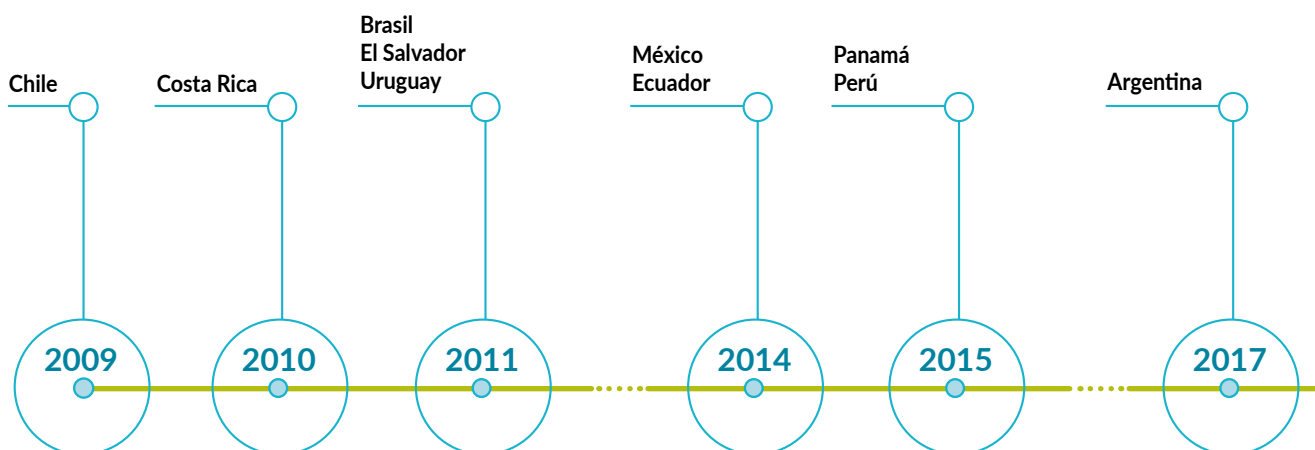 Chile
Costa Rica
Brasil
El Salvador
Uruguay
México
Ecuador
Panamá
Perú
Argentina
2009
2010
2011
2014
2015
2017